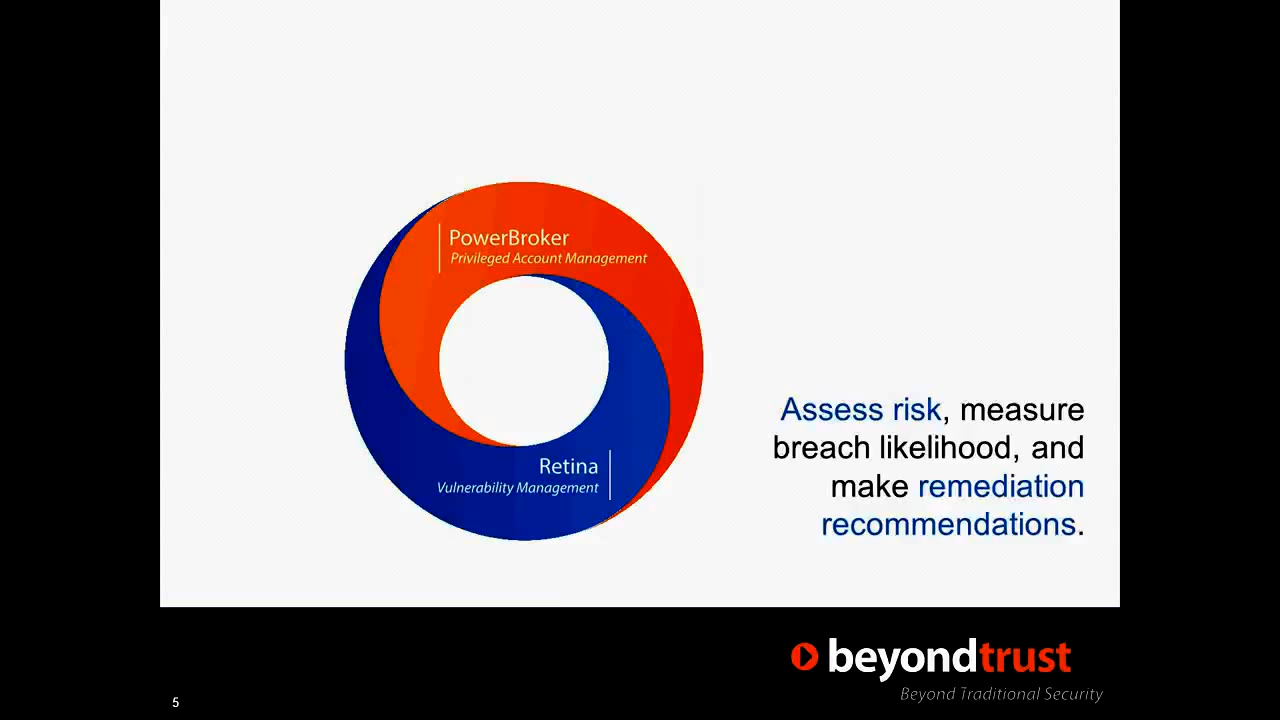 PowerBroker
Privileged Account Management
Retina
Vulnerability Management
Assess risk, measure
breach likelihood, and
make remediation
recommendations.
beyondtrust
Beyond Traditional Security
5